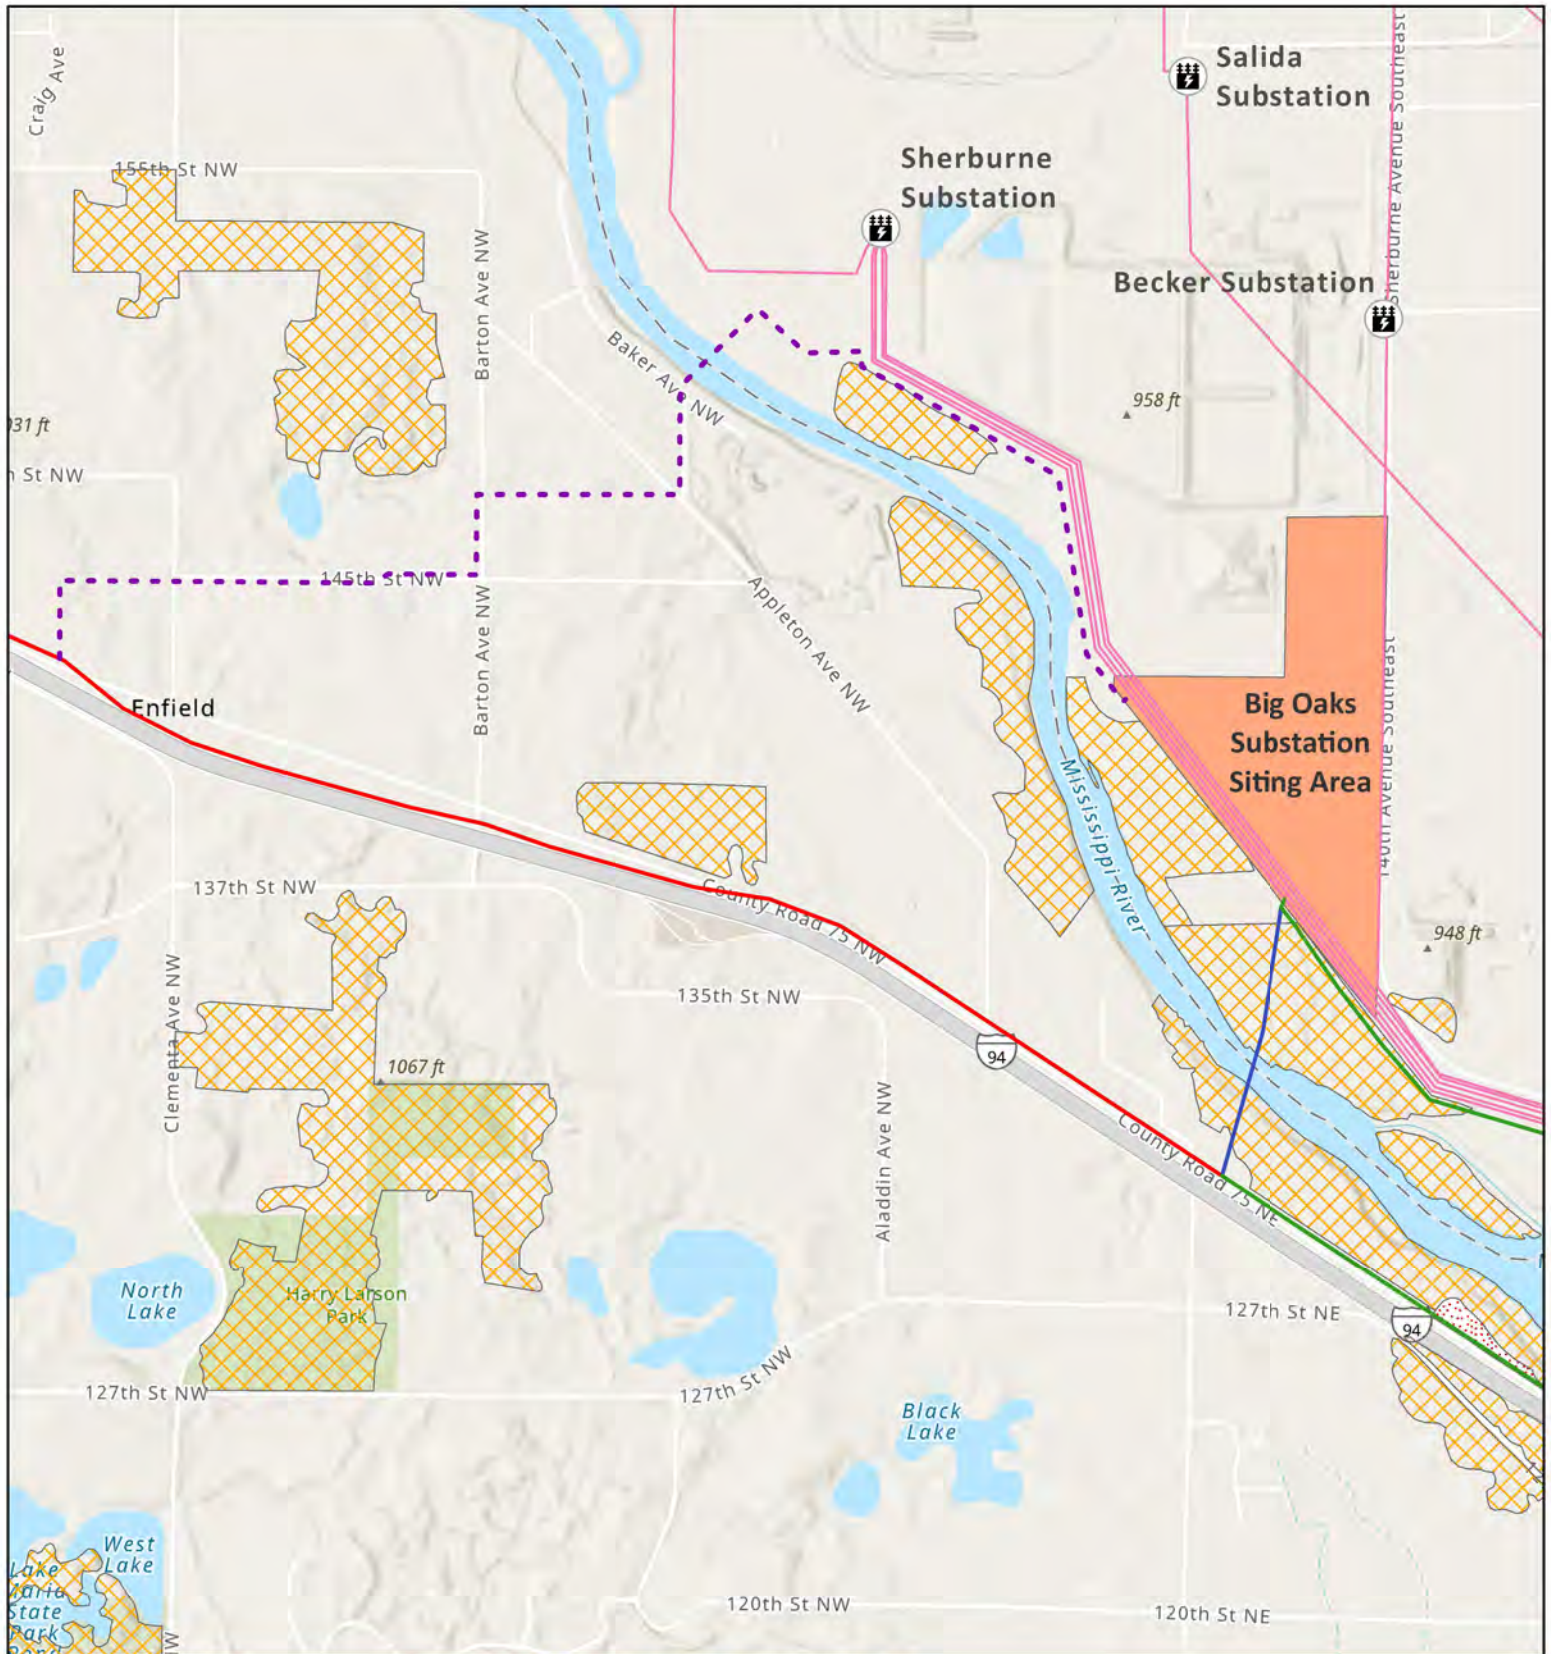 Craig Ave
Salida
Substation
Sherburne Avenue Southeast
155th St NW
Sherburne
Substation
Barton Ave NW
Becker Substation
Baker Ave NW
958 ft
31 ft
St NW
145th St NW
Appleton Ave NW
Barton Ave NW
140th Avenue Southeast
Enfield
Big Oaks
Substation
Siting Area
Mississippi River
137th St NW
County Road 75 NW
948 ft
Clementa Ave NW
135th St NW
94
1067 ft
Aladdin Ave NW
County Road 75 NE
North
Lake
Harry Larson
Park
127th St NE
94
127th St NW
127th St NW
Black
Lake
West
Lake
Lake
Maria
State
Park
Pond
120th St NW
120th St NE
NW